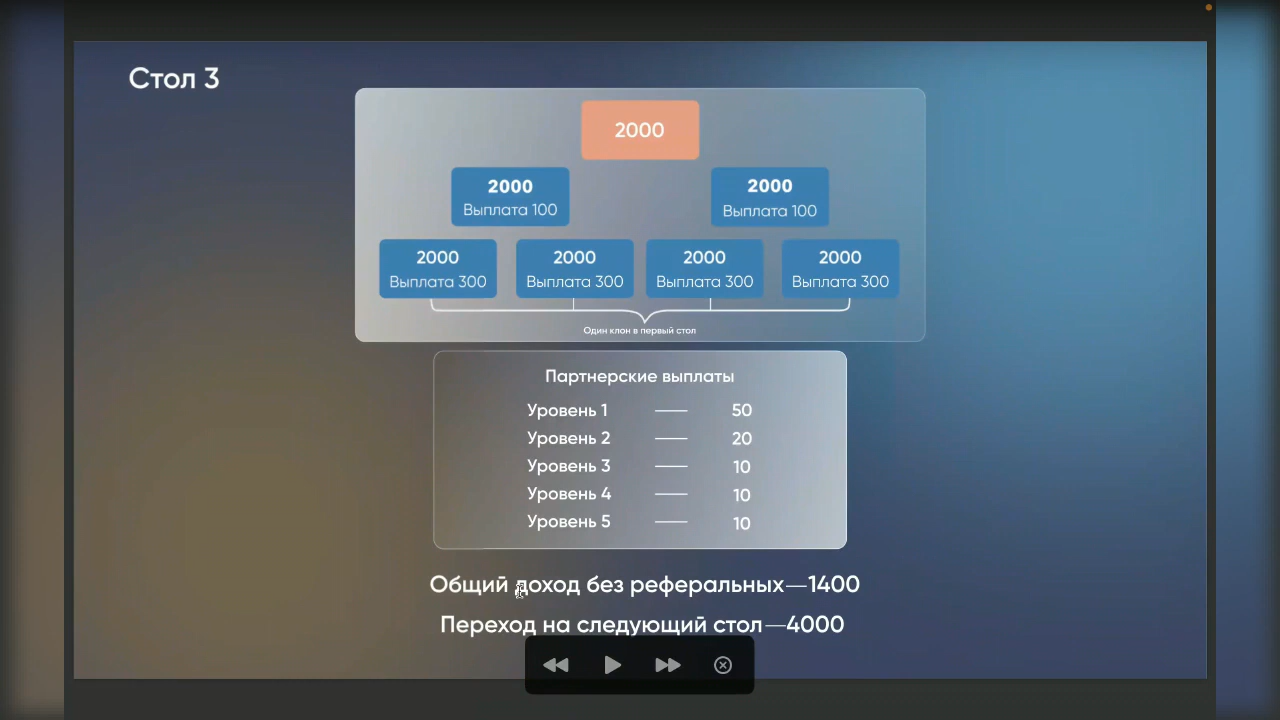 Стол 3
2000
2000
Выплата 100
2000
Выплата 100
2000
Выплата 300
2000
Выплата 300
2000
Выплата 300
2000
Выплата 300
Один клон в первый стол
Партнерские выплаты
Уровень 1 — 50
Уровень 2 — 20
Уровень 3 — 10
Уровень 4 — 10
Уровень 5 — 10
Общий доход без реферальных—1400
Переход на следующий стол—4000